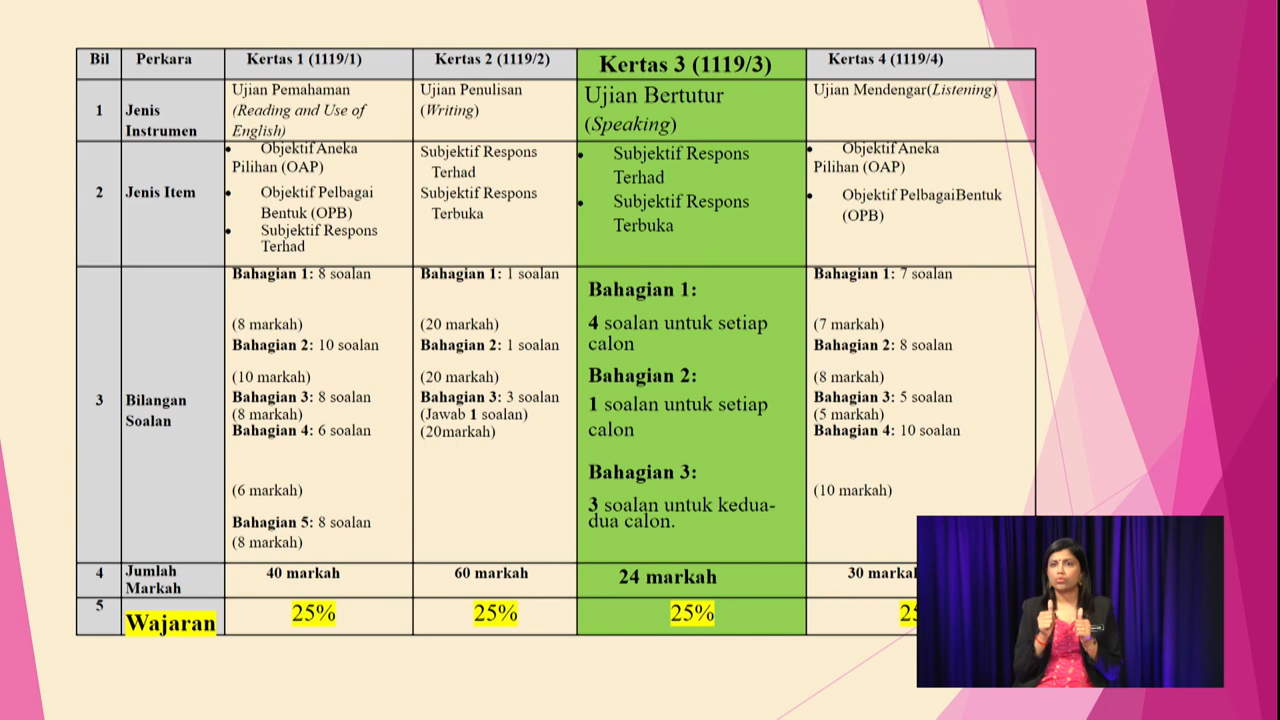 Bil
Perkara
Kertas 1 (1119/1)
Kertas 2 (1119/2)
Kertas 3 (1119/3)
Kertas 4 (1119/4)
1
Jenis
Instrumen
Ujian Pemahaman
(Reading and Use of
English)
Ujian Penulisan
(Writing)
Ujian Bertutur
(Speaking)
Ujian Mendengar(Listening)
2
Jenis Item
• Objektif Aneka
Pilihan (OAP)
• Objektif Pelbagai
Bentuk (OPB)
• Subjektif Respons
Terhad
Subjektif Respons
Terhad
Subjektif Respons
Terbuka
• Subjektif Respons
Terhad
• Subjektif Respons
Terbuka
• Objektif Aneka
Pilihan (OAP)
• Objektif PelbagaiBentuk
(OPB)
3
Bilangan
Soalan
Bahagian 1: 8 soalan
(8 markah)
Bahagian 2: 10 soalan
(10 markah)
Bahagian 3: 8 soalan
(8 markah)
Bahagian 4: 6 soalan
(6 markah)
Bahagian 5: 8 soalan
(8 markah)
Bahagian 1: 1 soalan
(20 markah)
Bahagian 2: 1 soalan
(20 markah)
Bahagian 3: 3 soalan
(Jawab 1 soalan)
(20markah)
Bahagian 1:
4 soalan untuk setiap
calon
Bahagian 2:
1 soalan untuk setiap
calon
Bahagian 3:
3 soalan untuk kedua-
dua calon.
Bahagian 1: 7 soalan
(7 markah)
Bahagian 2: 8 soalan
(8 markah)
Bahagian 3: 5 soalan
(5 markah)
Bahagian 4: 10 soalan
(10 markah)
4
Jumlah
Markah
40 markah
60 markah
24 markah
30
5
Wajaran
25%
25%
25%